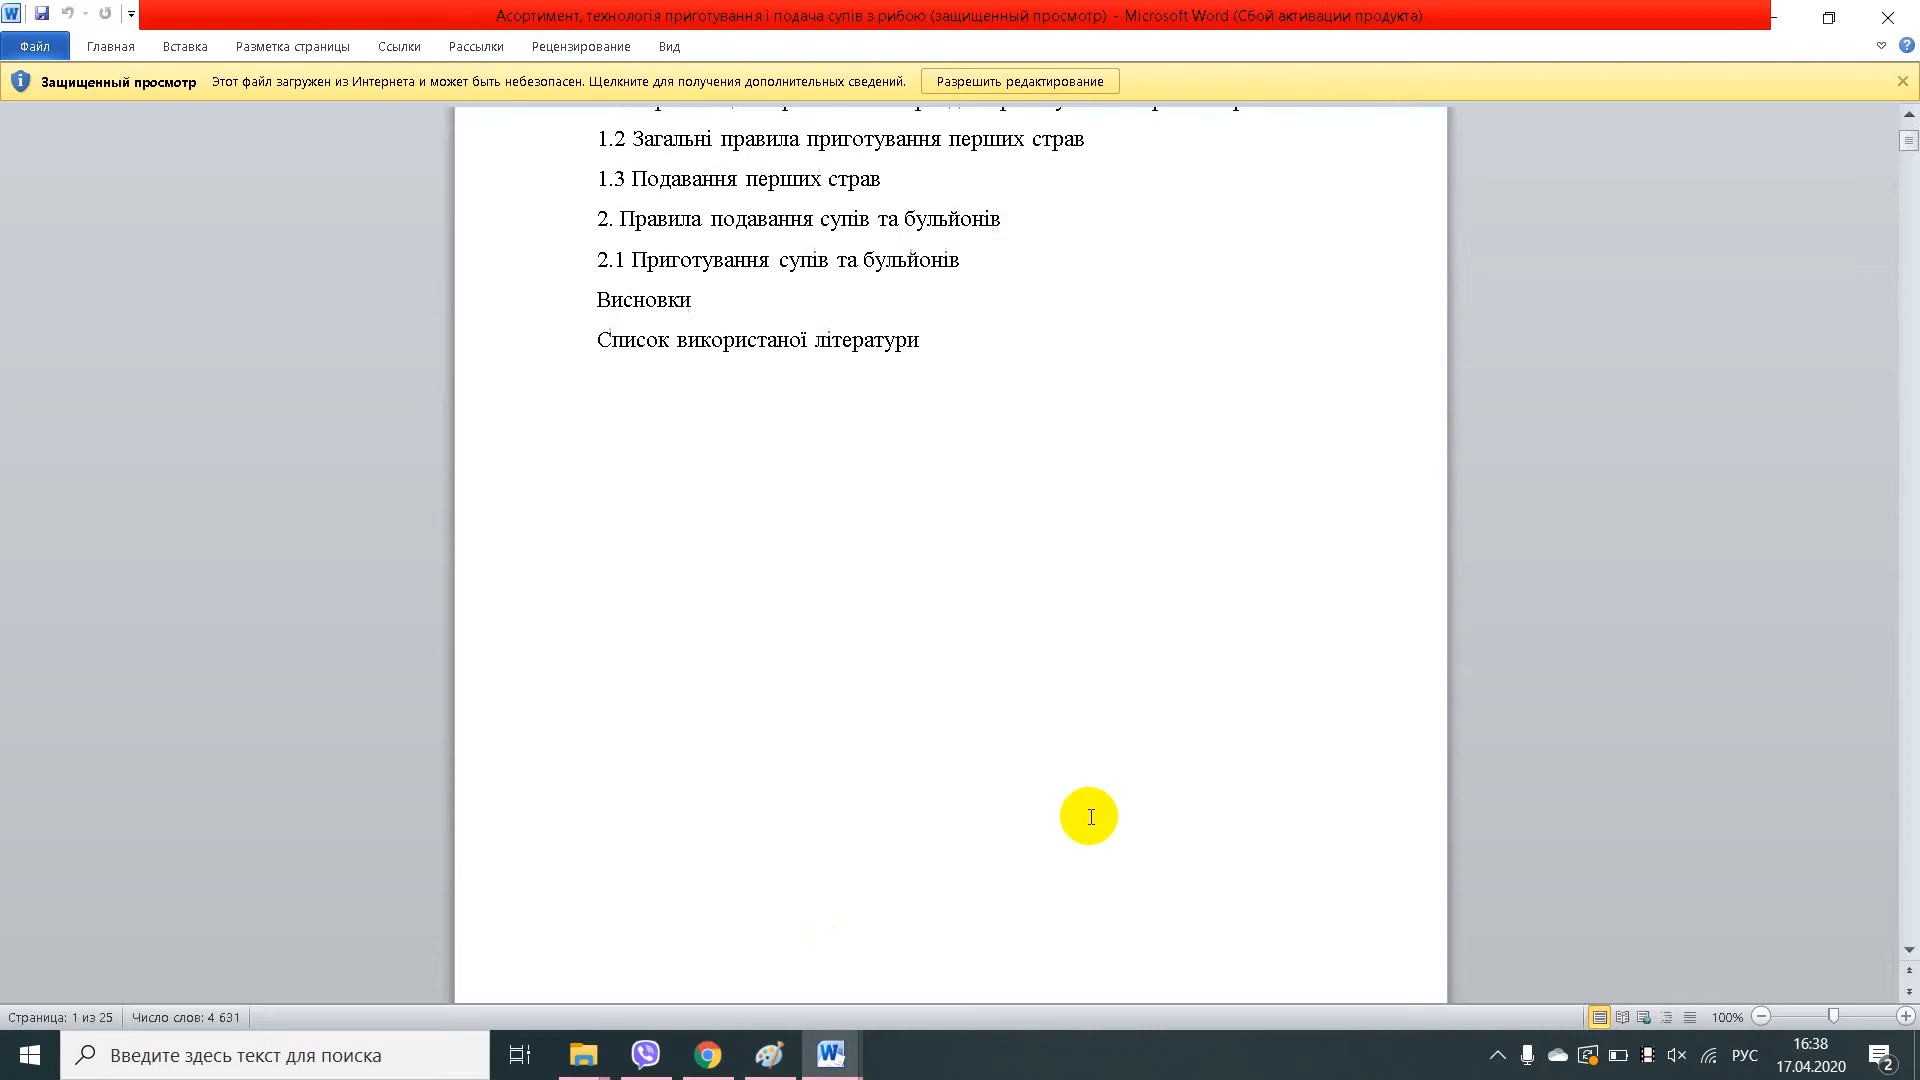 Асортимент, технологія приготування і подача супів з рибою (защищенный просмотр) - Microsoft Word (Сбой активации продукта)
Файл Главная Вставка Разметка страницы Ссылки Рассылки Рецензирование Вид
Защищенный просмотр Этот файл загружен из Интернета и может быть небезопасен. Щелкните для получения дополнительных сведений. Разрешить редактирование
1.2 Загальні правила приготування перших страв
1.3 Подавання перших страв
2. Правила подавання супів та бульйонів
2.1 Приготування супів та бульйонів
Висновки
Список використаної літератури
Страница: 1 из 25 Число слов: 4 631 100%
Введите здесь текст для поиска РУС 16:38
17.04.2020 2